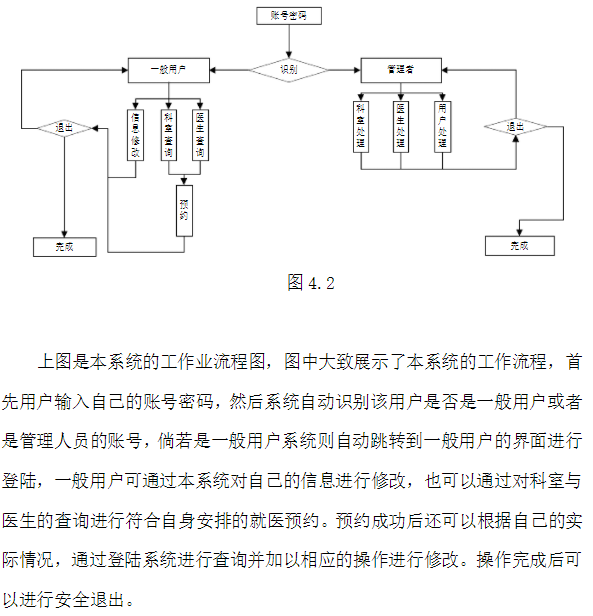 账号密码
一般用户
识别
管理者
退出
信息修改
科室查询
医生查询
科室处理
医生处理
用户处理
退出
预约
完成
完成
图 4.2
上图是本系统的工作业流程图，图中大致展示了本系统的工作流程，首
先用户输入自己的账号密码，然后系统自动识别该用户是否是一般用户或者
是管理人员的账号，倘若是一般用户系统则自动跳转到一般用户的界面进行
登陆，一般用户可通过本系统对自己的信息进行修改，也可以通过对科室与
医生的查询进行符合自身安排的就医预约。预约成功后还可以根据自己的实
际情况，通过登陆系统进行查询并加以相应的操作进行修改。操作完成后可
以进行安全退出。